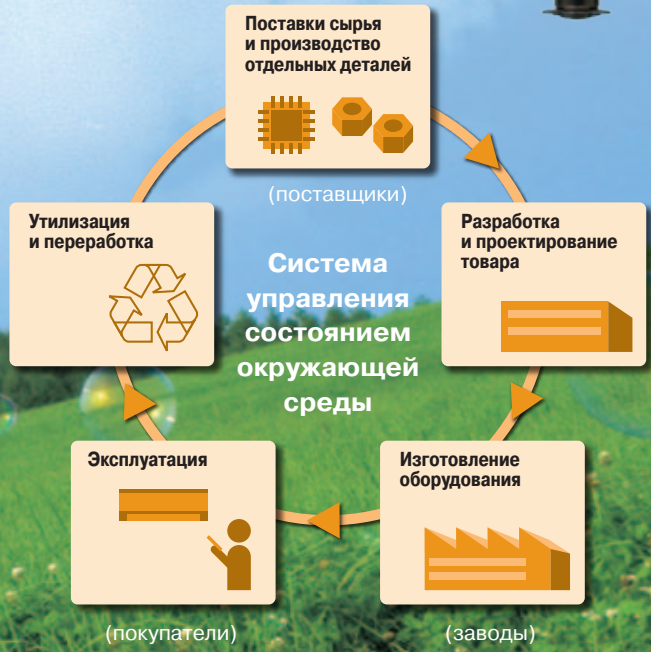 Поставки сырья
и производство
отдельных деталей
(поставщики)
Разработка
и проектирование
товара
Изготовление
оборудования
(заводы)
Эксплуатация
(покупатели)
Утилизация
и переработка
Система
управления
состоянием
окружающей
среды